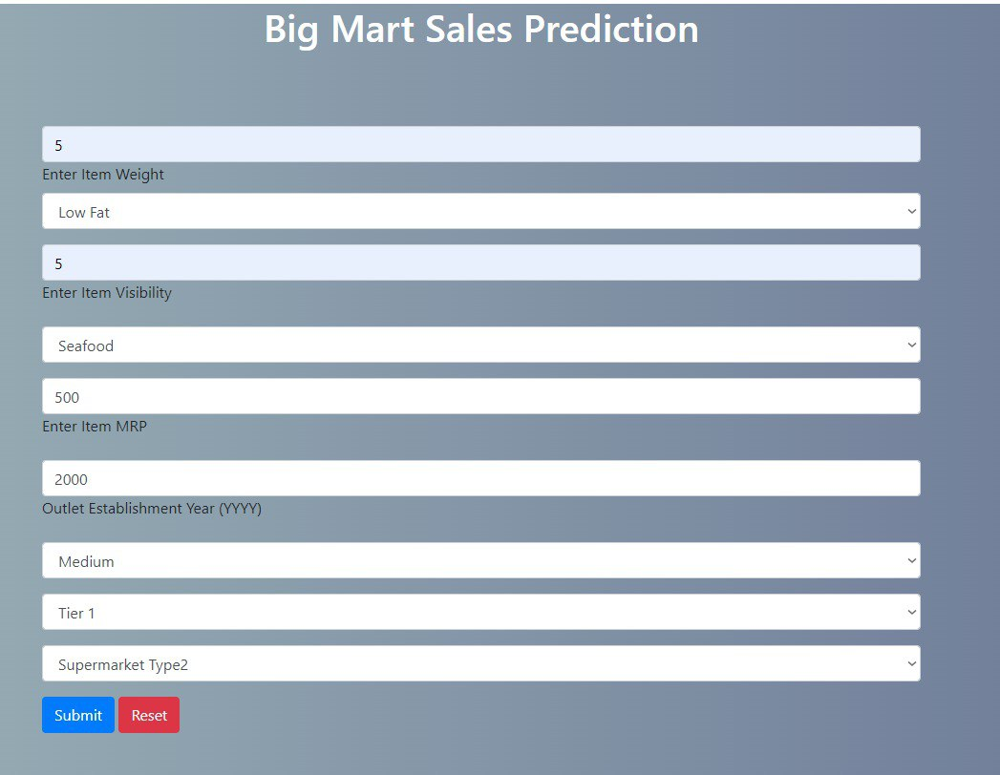 Big Mart Sales Prediction
5
Enter Item Weight
Low Fat
5
Enter Item Visibility
Seafood
500
Enter Item MRP
2000
Outlet Establishment Year (YYYY)
Medium
Tier 1
Supermarket Type2
Submit Reset